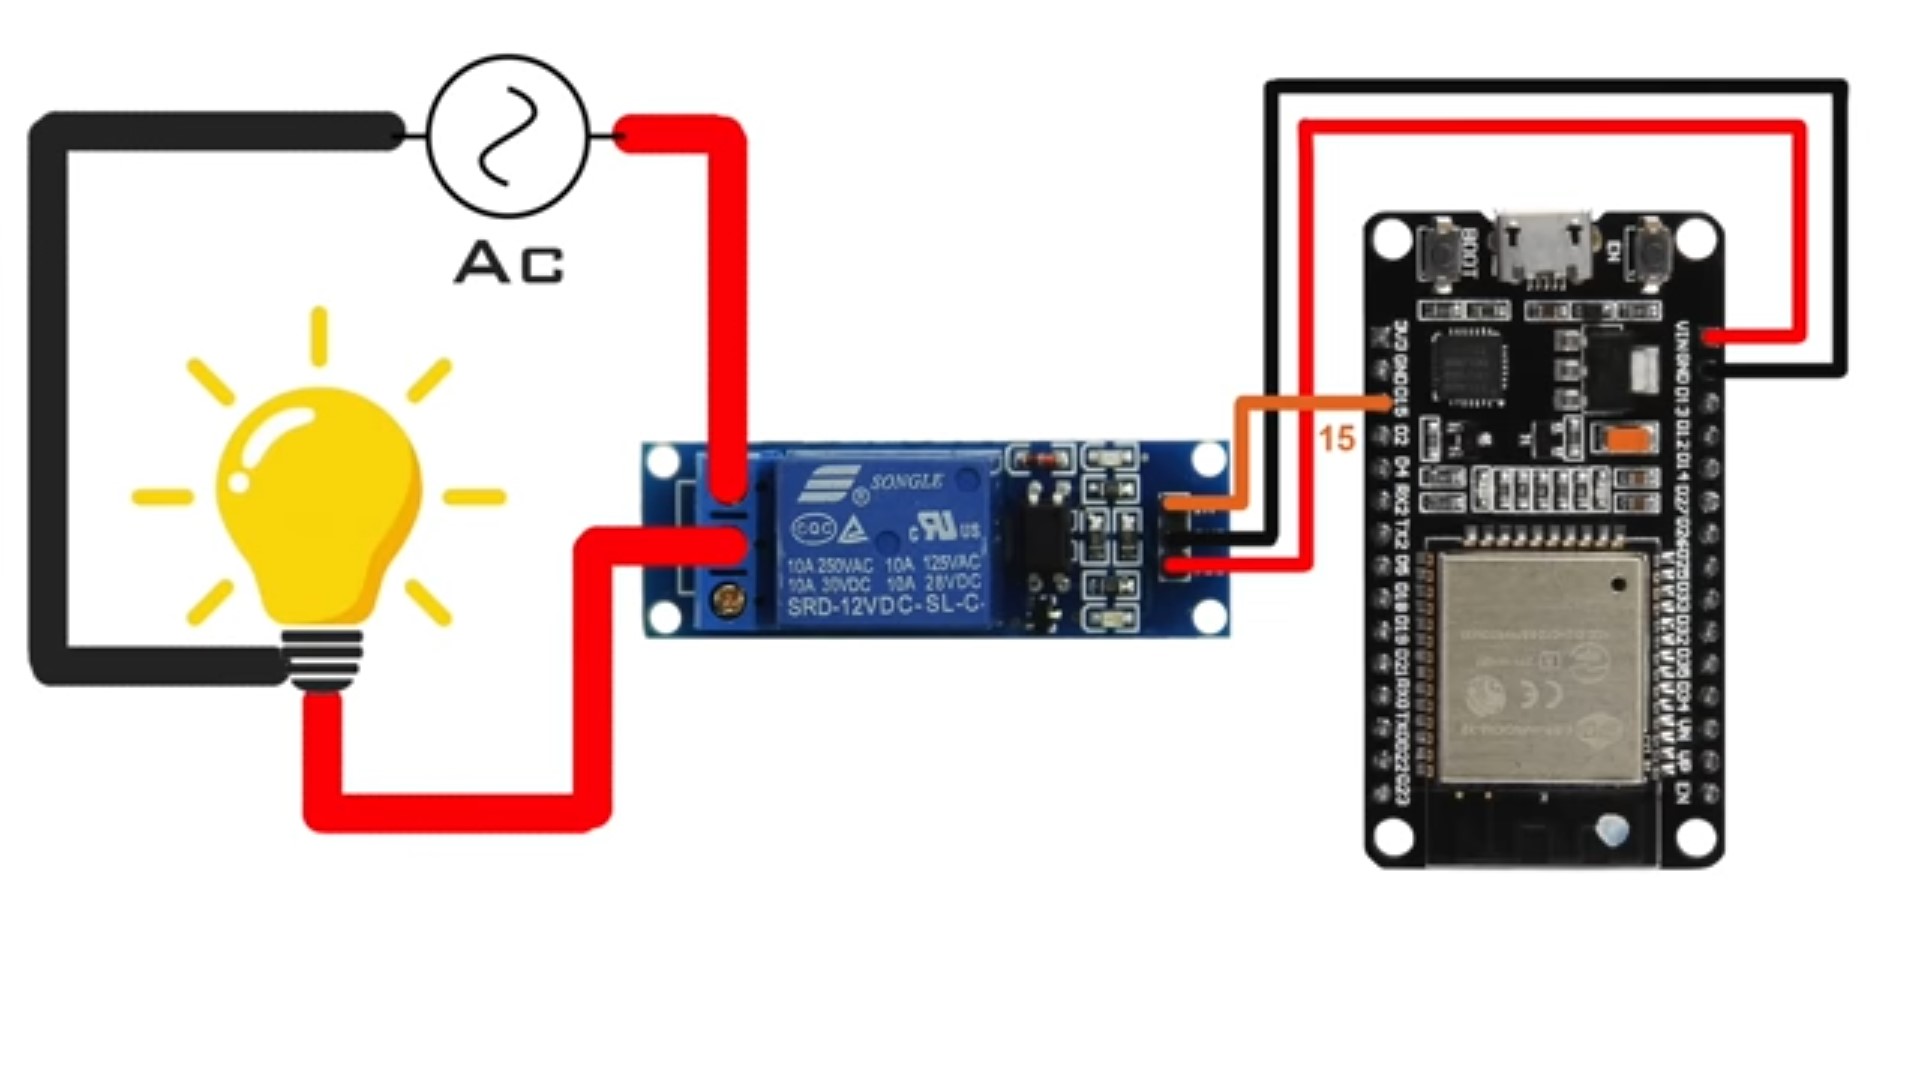 Ac
BOOT
EN
SONGLE
®
CQC
c RU US
10A 250VAC 10A 125VAC
10A 30VDC 10A 28VDC
SRD-12VDC-SL-C
15
3V3
GND
D15
D2
D4
RX2
TX2
D5
D18
D19
D21
RX0
TX0
D22
D23
VIN
GND
D13
D12
D14
D27
D26
D25
D33
D32
D35
D34
VN
VP
EN
CE